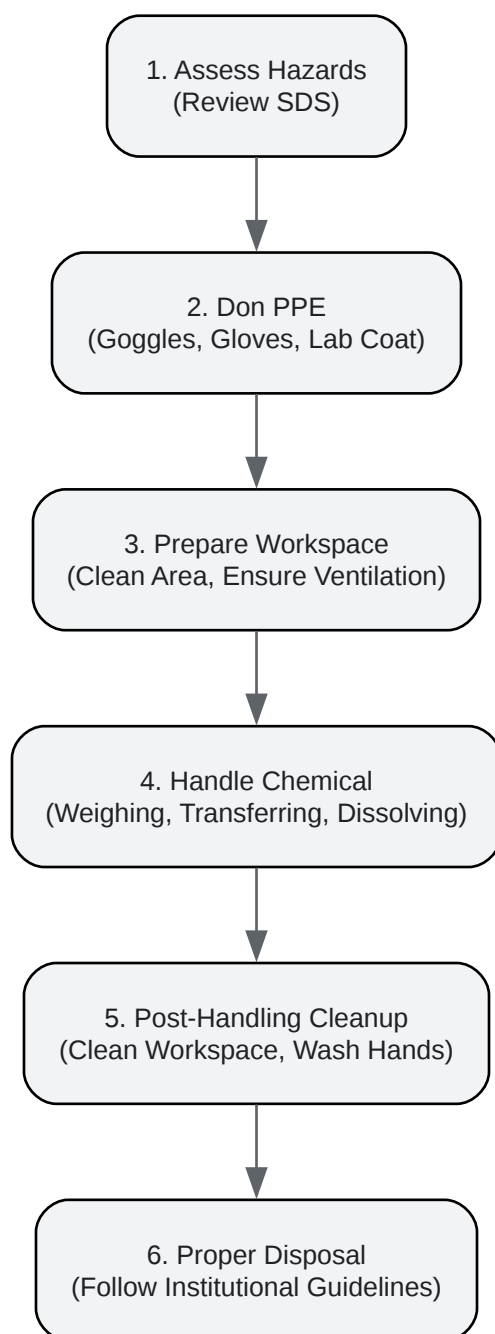 1. Assess Hazards
(Review SDS)
2. Don PPE
(Goggles, Gloves, Lab Coat)
3. Prepare Workspace
(Clean Area, Ensure Ventilation)
4. Handle Chemical
(Weighing, Transferring, Dissolving)
5. Post-Handling Cleanup
(Clean Workspace, Wash Hands)
6. Proper Disposal
(Follow Institutional Guidelines)